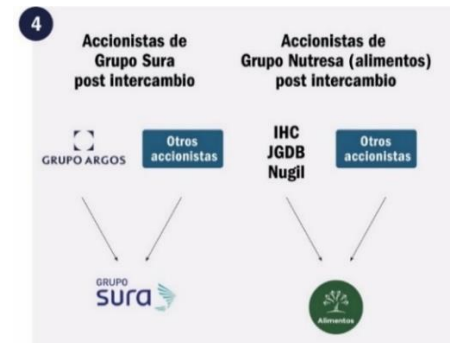 4
Accionistas de
Grupo Sura
post intercambio
GRUPO ARGOS
Otros
accionistas
GRUPO
sura
Accionistas de
Grupo Nutresa (alimentos)
post intercambio
IHC
JGDB
Nugil
Otros
accionistas
Alimentos